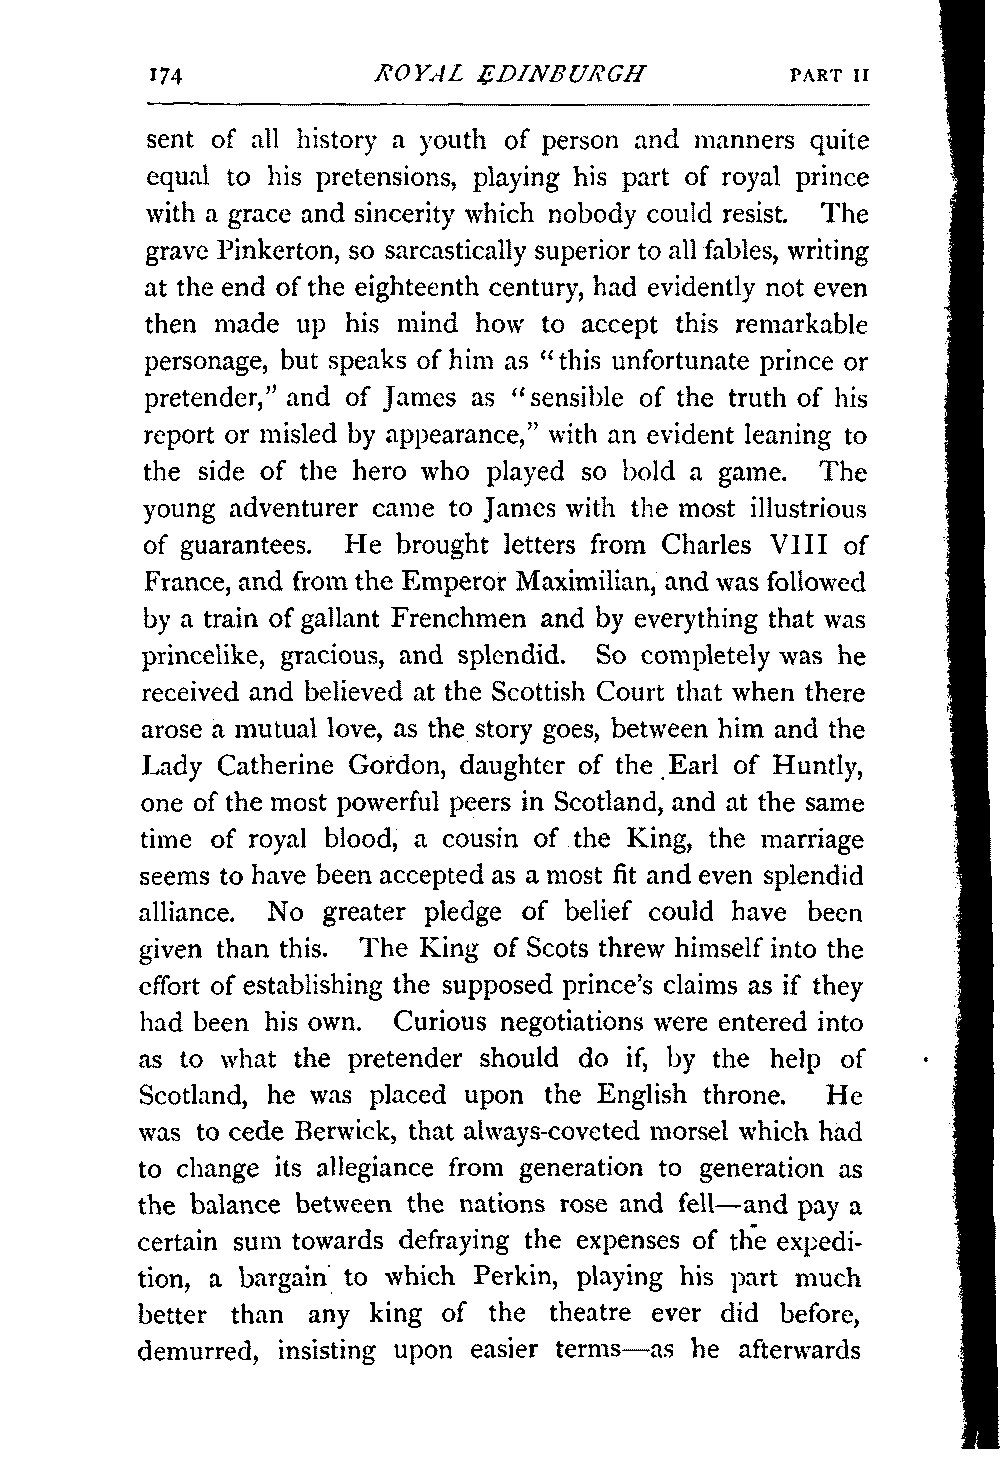 174 ROYAL EDINBURGH PART II
sent of all history a youth of person and manners quite
equal to his pretensions, playing his part of royal prince
with a grace and sincerity which nobody could resist. The
grave Pinkerton, so sarcastically superior to all fables, writing
at the end of the eighteenth century, had evidently not even
then made up his mind how to accept this remarkable
personage, but speaks of him as "this unfortunate prince or
pretender," and of James as "sensible of the truth of his
report or misled by appearance," with an evident leaning to
the side of the hero who played so bold a game. The
young adventurer came to James with the most illustrious
of guarantees. He brought letters from Charles VIII of
France, and from the Emperor Maximilian, and was followed
by a train of gallant Frenchmen and by everything that was
princelike, gracious, and splendid. So completely was he
received and believed at the Scottish Court that when there
arose a mutual love, as the story goes, between him and the
Lady Catherine Gordon, daughter of the Earl of Huntly,
one of the most powerful peers in Scotland, and at the same
time of royal blood, a cousin of the King, the marriage
seems to have been accepted as a most fit and even splendid
alliance. No greater pledge of belief could have been
given than this. The King of Scots threw himself into the
effort of establishing the supposed prince's claims as if they
had been his own. Curious negotiations were entered into
as to what the pretender should do if, by the help of
Scotland, he was placed upon the English throne. He
was to cede Berwick, that always-coveted morsel which had
to change its allegiance from generation to generation as
the balance between the nations rose and fell—and pay a
certain sum towards defraying the expenses of the expedi-
tion, a bargain to which Perkin, playing his part much
better than any king of the theatre ever did before,
demurred, insisting upon easier terms—as he afterwards